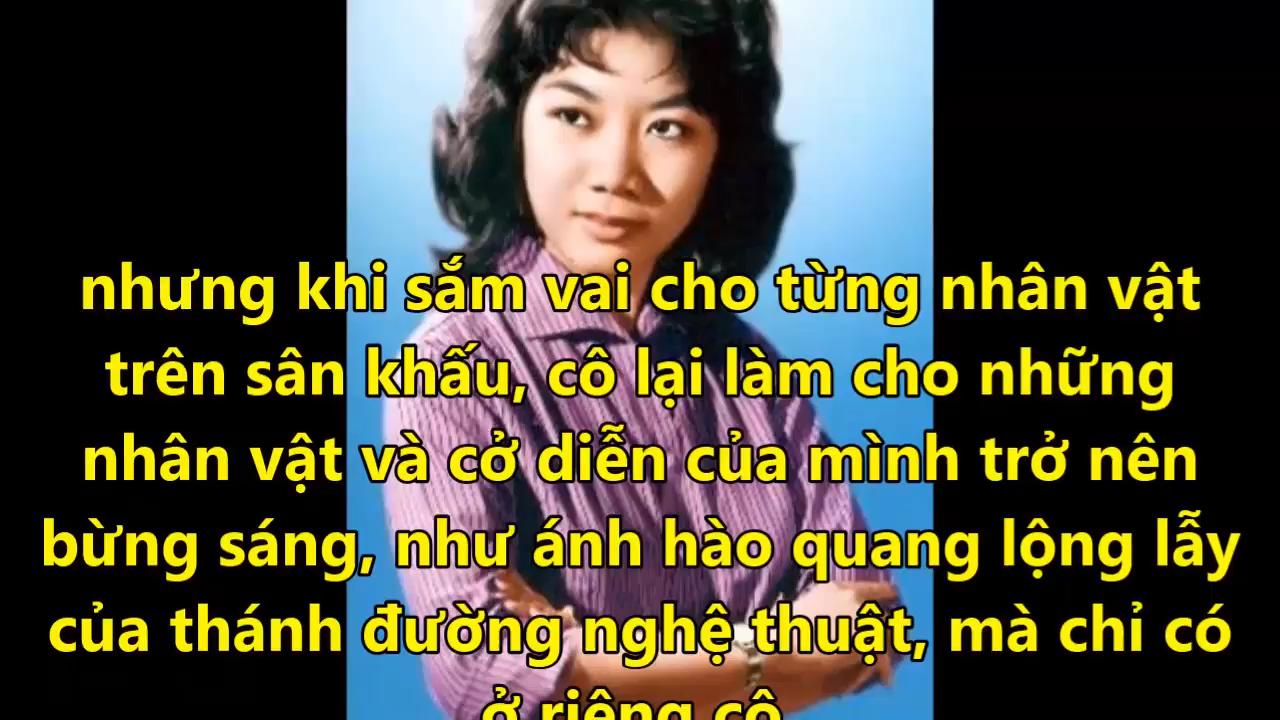 nhưng khi sắm vai cho từng nhân vật
trên sân khấu, cô lại làm cho những
nhân vật và cở diễn của mình trở nên
bừng sáng, như ánh hào quang lộng lẫy
của thánh đường nghệ thuật, mà chỉ có
ở riêng cô